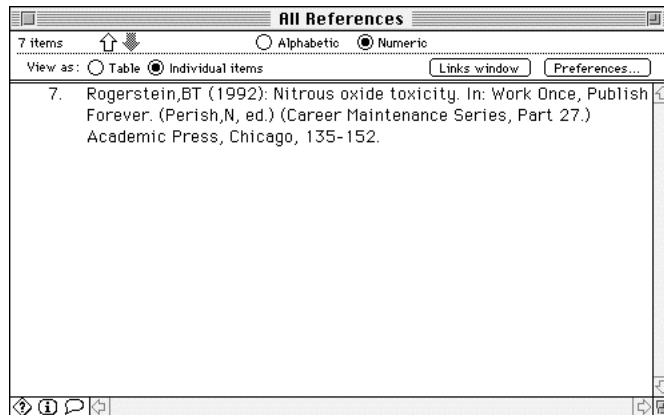 All References
7 items Alphabetic Numeric
View as: Table Individual items Links window Preferences...
7. Rogerstein,BT (1992): Nitrous oxide toxicity. In: Work Once, Publish
Forever. (Perish,N, ed.) (Career Maintenance Series, Part 27.)
Academic Press, Chicago, 135-152.